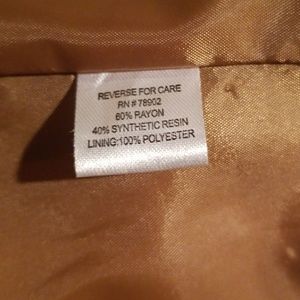 REVERSE FOR CARE
RN # 78902
60% RAYON
40% SYNTHETIC RESIN
LINING:100% POLYESTER